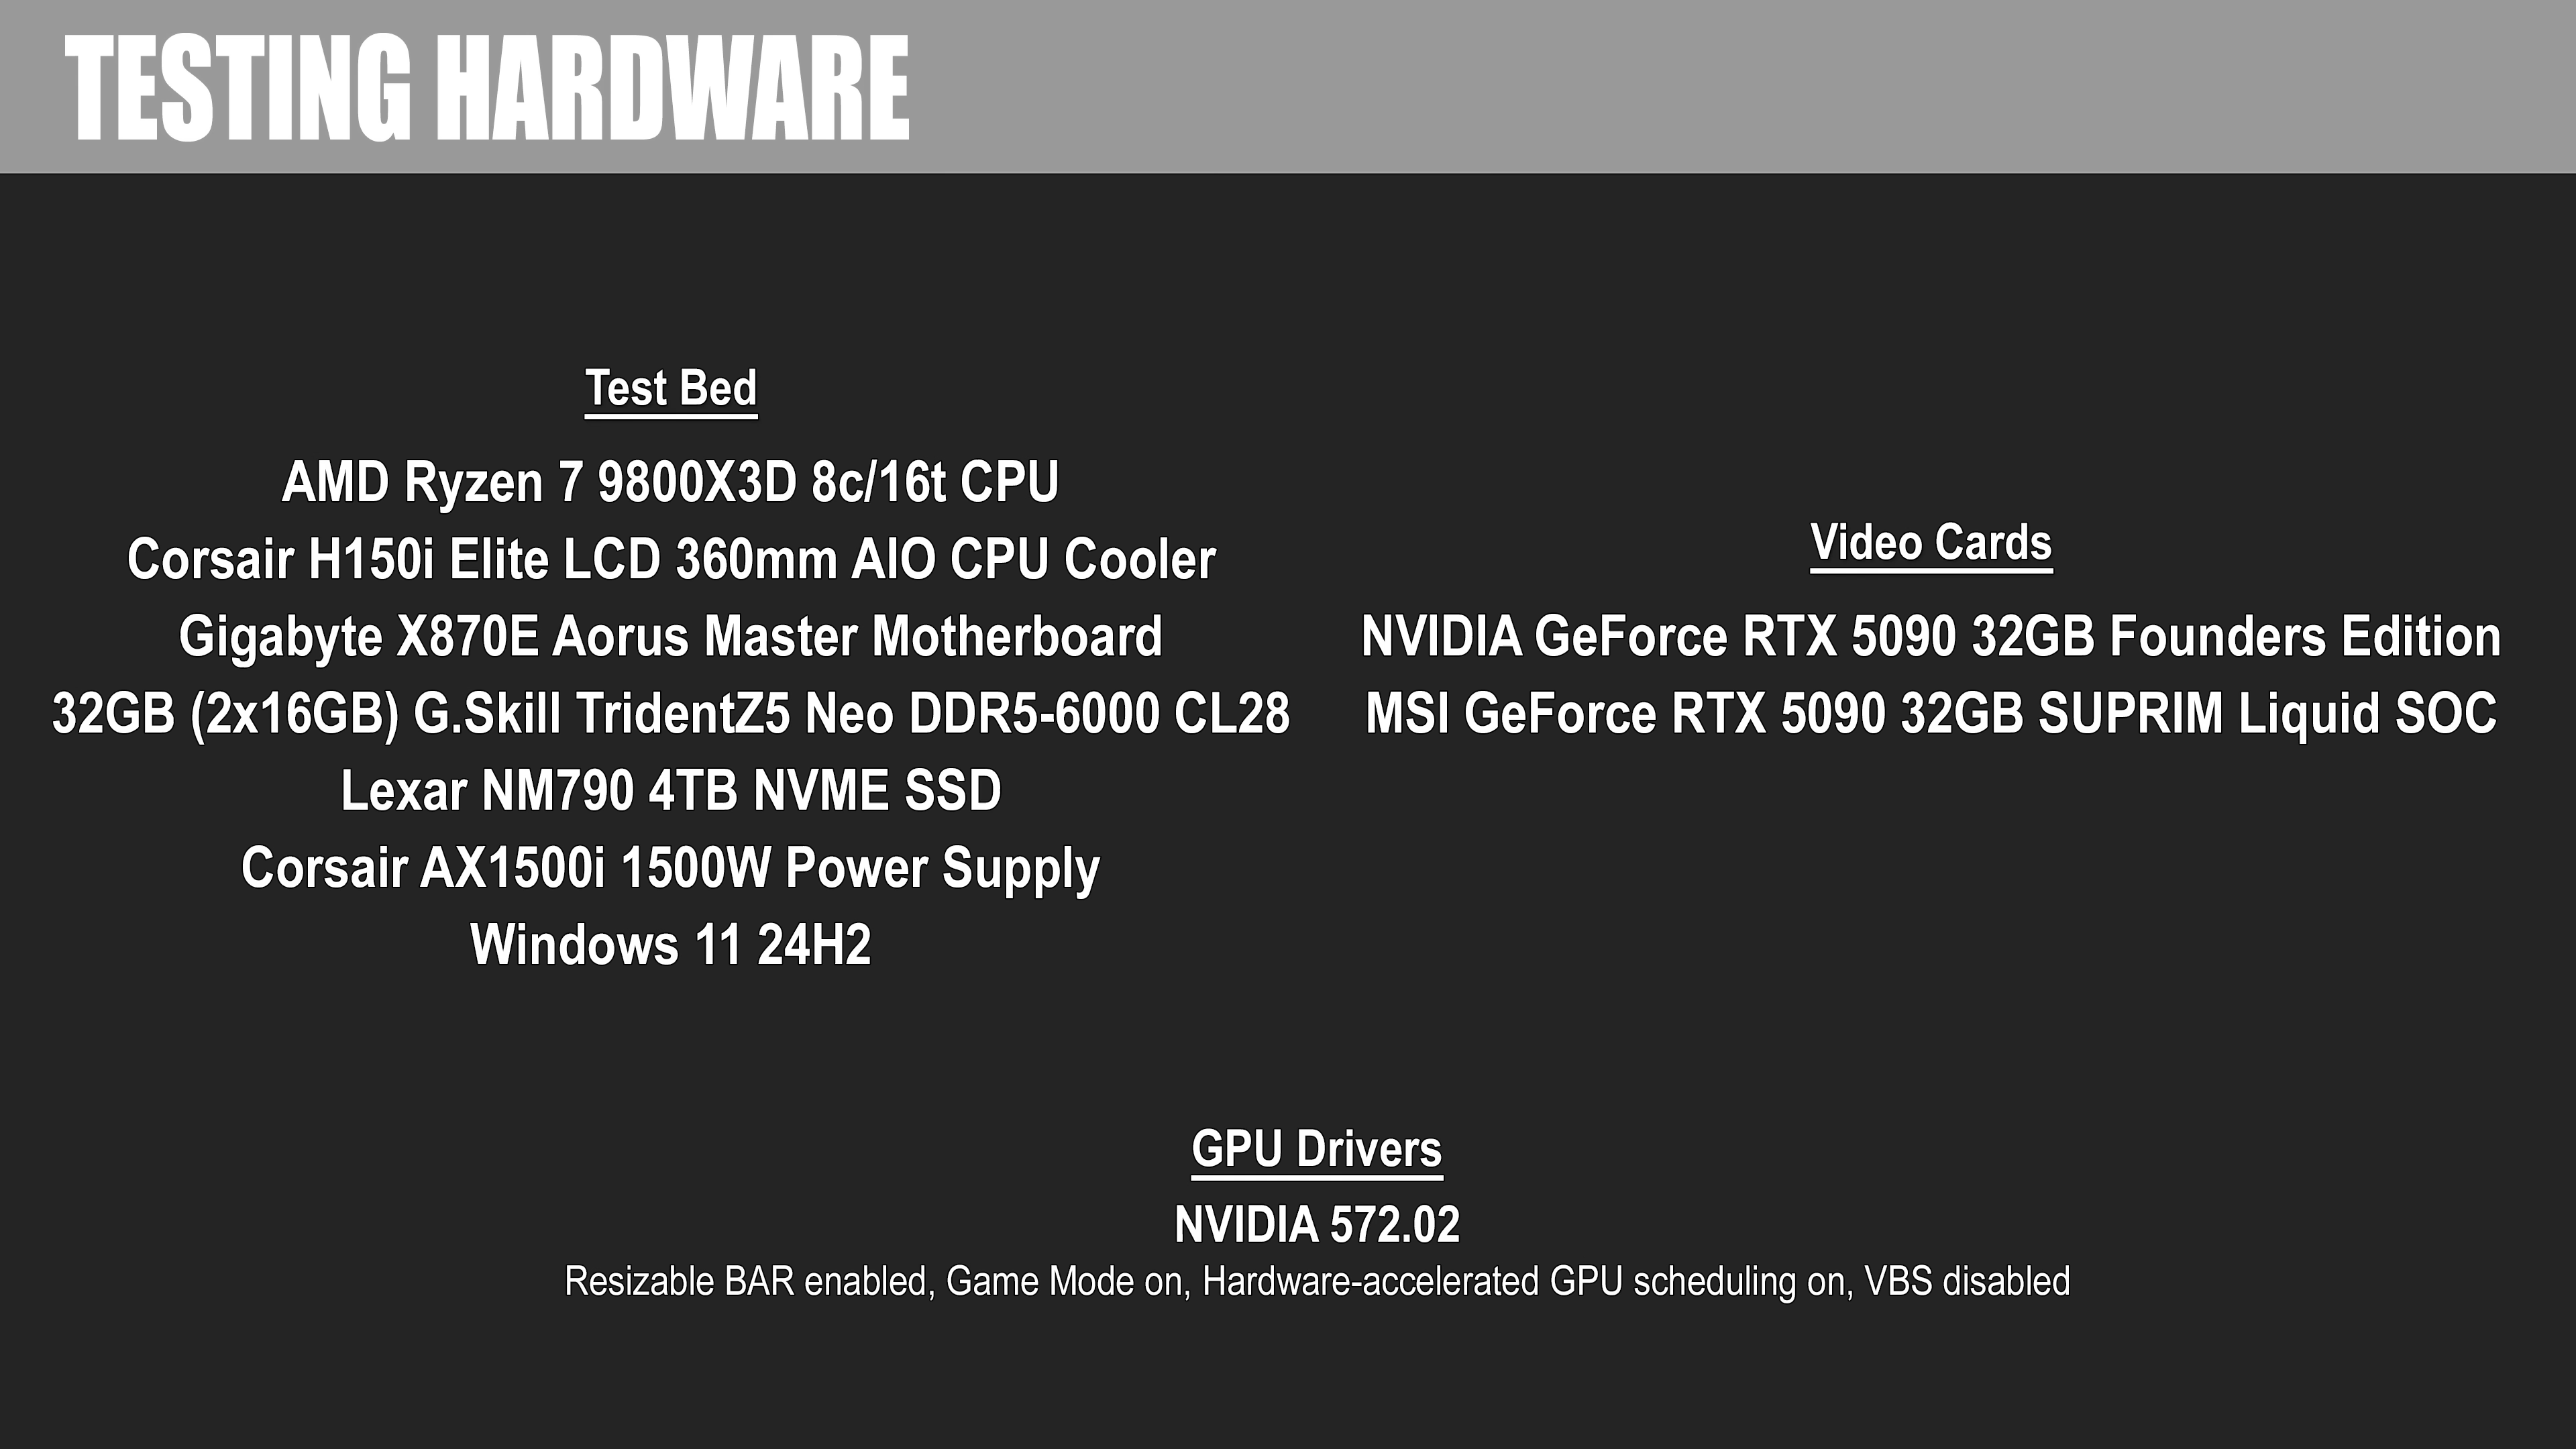 TESTING HARDWARE
Test Bed
AMD Ryzen 7 9800X3D 8c/16t CPU
Corsair H150i Elite LCD 360mm AIO CPU Cooler
Gigabyte X870E Aorus Master Motherboard
32GB (2x16GB) G.Skill TridentZ5 Neo DDR5-6000 CL28
Lexar NM790 4TB NVME SSD
Corsair AX1500i 1500W Power Supply
Windows 11 24H2
Video Cards
NVIDIA GeForce RTX 5090 32GB Founders Edition
MSI GeForce RTX 5090 32GB SUPRIM Liquid SOC
GPU Drivers
NVIDIA 572.02
Resizable BAR enabled, Game Mode on, Hardware-accelerated GPU scheduling on, VBS disabled